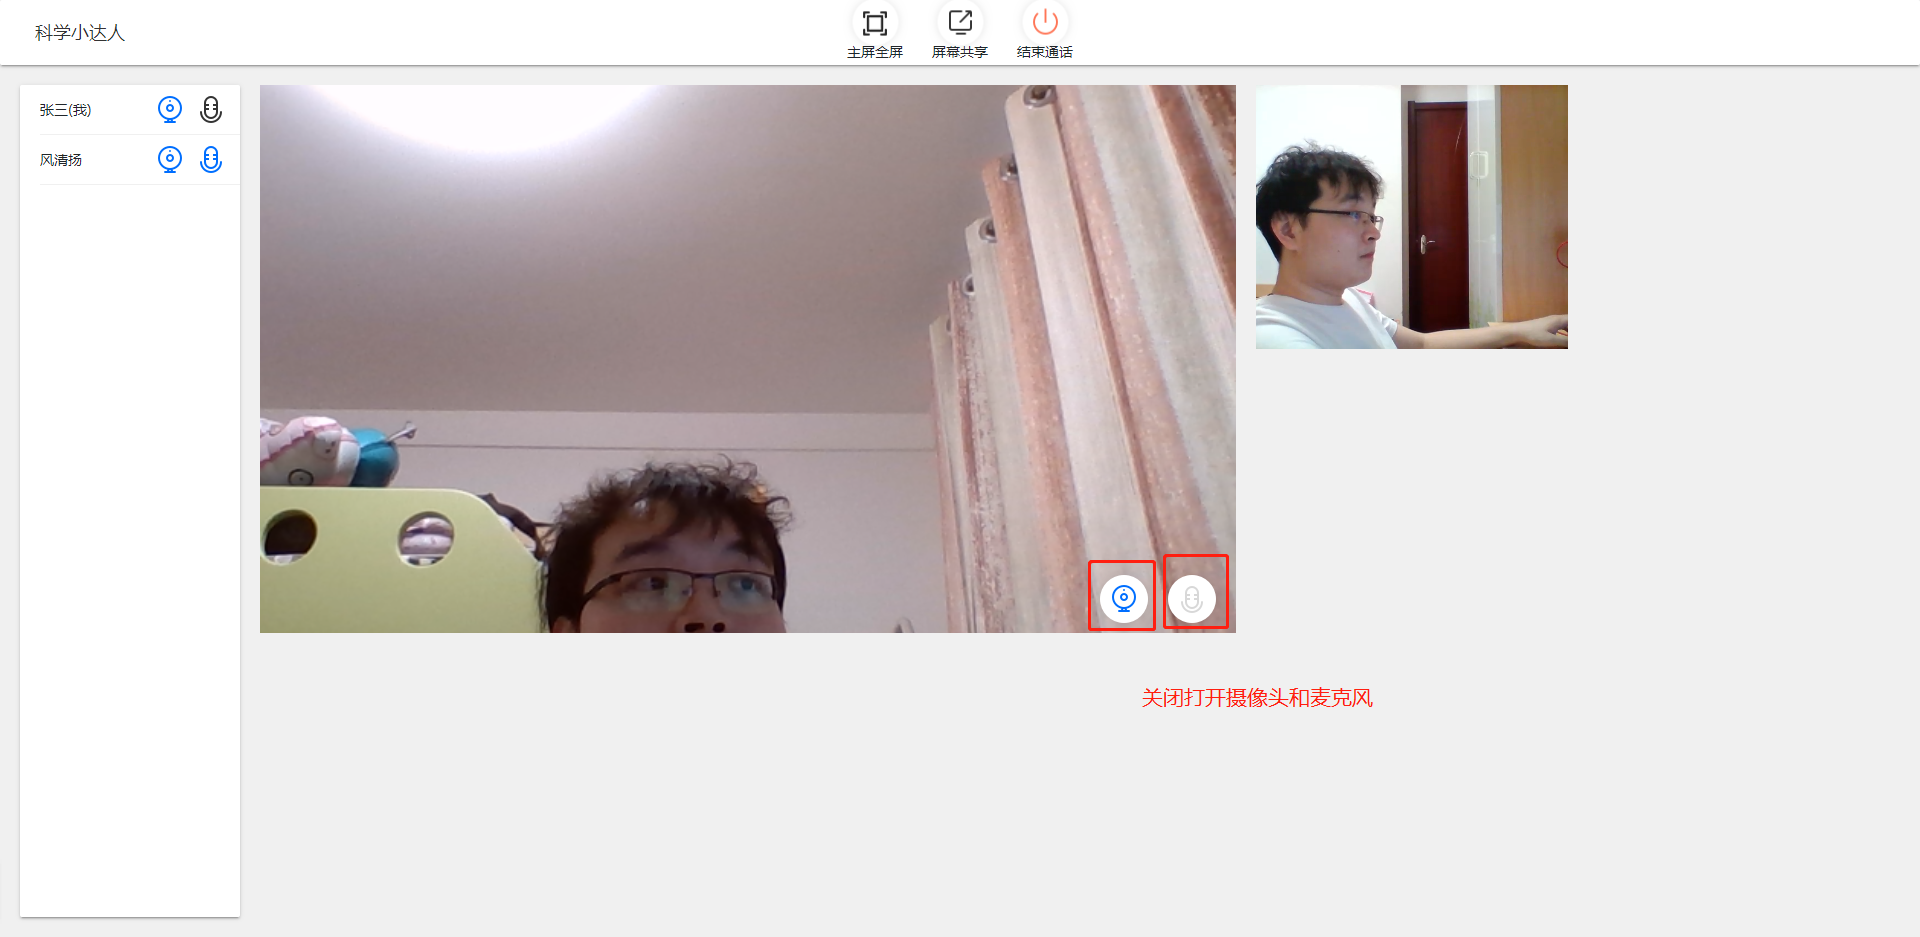 科学小达人
主屏全屏
屏幕共享
结束通话
张三(我)
风清扬
关闭打开摄像头和麦克风